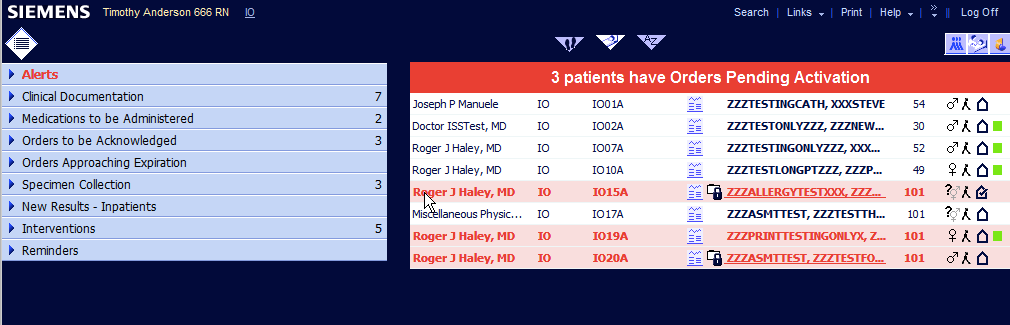 SIEMENS Timothy Anderson 666 RN IO Search | Links | Print | Help | » || Log Off
AZ
Alerts
Clinical Documentation 7
Medications to be Administered 2
Orders to be Acknowledged 3
Orders Approaching Expiration
Specimen Collection 3
New Results - Inpatients
Interventions 5
Reminders
3 patients have Orders Pending Activation
Joseph P Manuele IO IO01A ZZZTESTINGCATH, XXXSTEVE 54
Doctor ISSTest, MD IO IO02A ZZZTESTONLYZZZ, ZZZNEW... 30
Roger J Haley, MD IO IO07A ZZZTESTINGONLYZZZ, XXX... 52
Roger J Haley, MD IO IO10A ZZZTESTLONGPTZZZ, ZZZP... 49
Roger J Haley, MD IO IO15A ZZZALLERGYTESTXXX, ZZZ... 101 ?
Miscellaneous Physic... IO IO17A ZZZASMTTEST, ZZZTESTTH... 101 ?
Roger J Haley, MD IO IO19A ZZZPRINTTESTINGONLYX, Z... 101
Roger J Haley, MD IO IO20A ZZZASMTTEST, ZZZTESTFO... 101